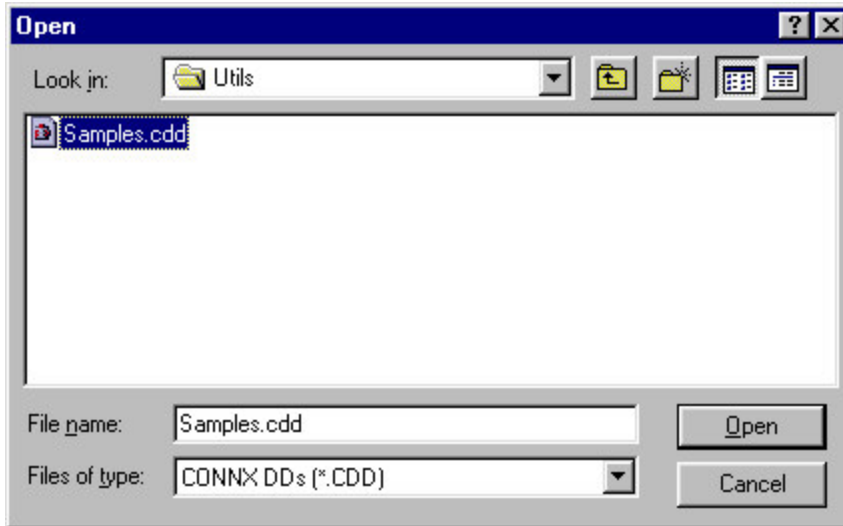 Open
Look in: Utils
Samples.cdd
File name: Samples.cdd Open
Files of type: CONNX DDs (*.CDD) Cancel